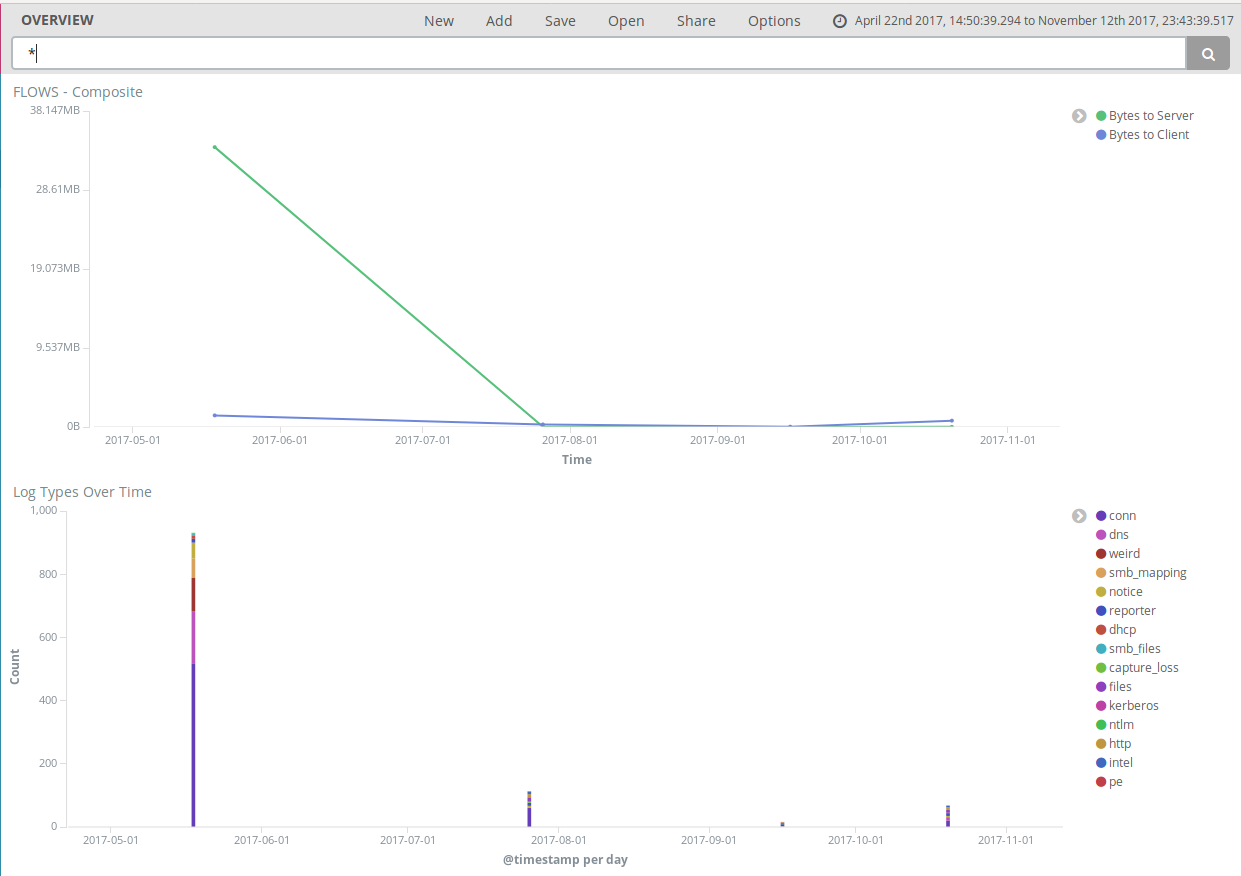 OVERVIEW New Add Save Open Share Options April 22nd 2017, 14:50:39.294 to November 12th 2017, 23:43:39.517
*
FLOWS - Composite
38.147MB
28.61MB
19.073MB
9.537MB
0B
2017-05-01 2017-06-01 2017-07-01 2017-08-01 2017-09-01 2017-10-01 2017-11-01
Time
Bytes to Server
Bytes to Client
Log Types Over Time
1,000
800
600
400
200
0
Count
2017-05-01 2017-06-01 2017-07-01 2017-08-01 2017-09-01 2017-10-01 2017-11-01
@timestamp per day
conn
dns
weird
smb_mapping
notice
reporter
dhcp
smb_files
capture_loss
files
kerberos
ntlm
http
intel
pe